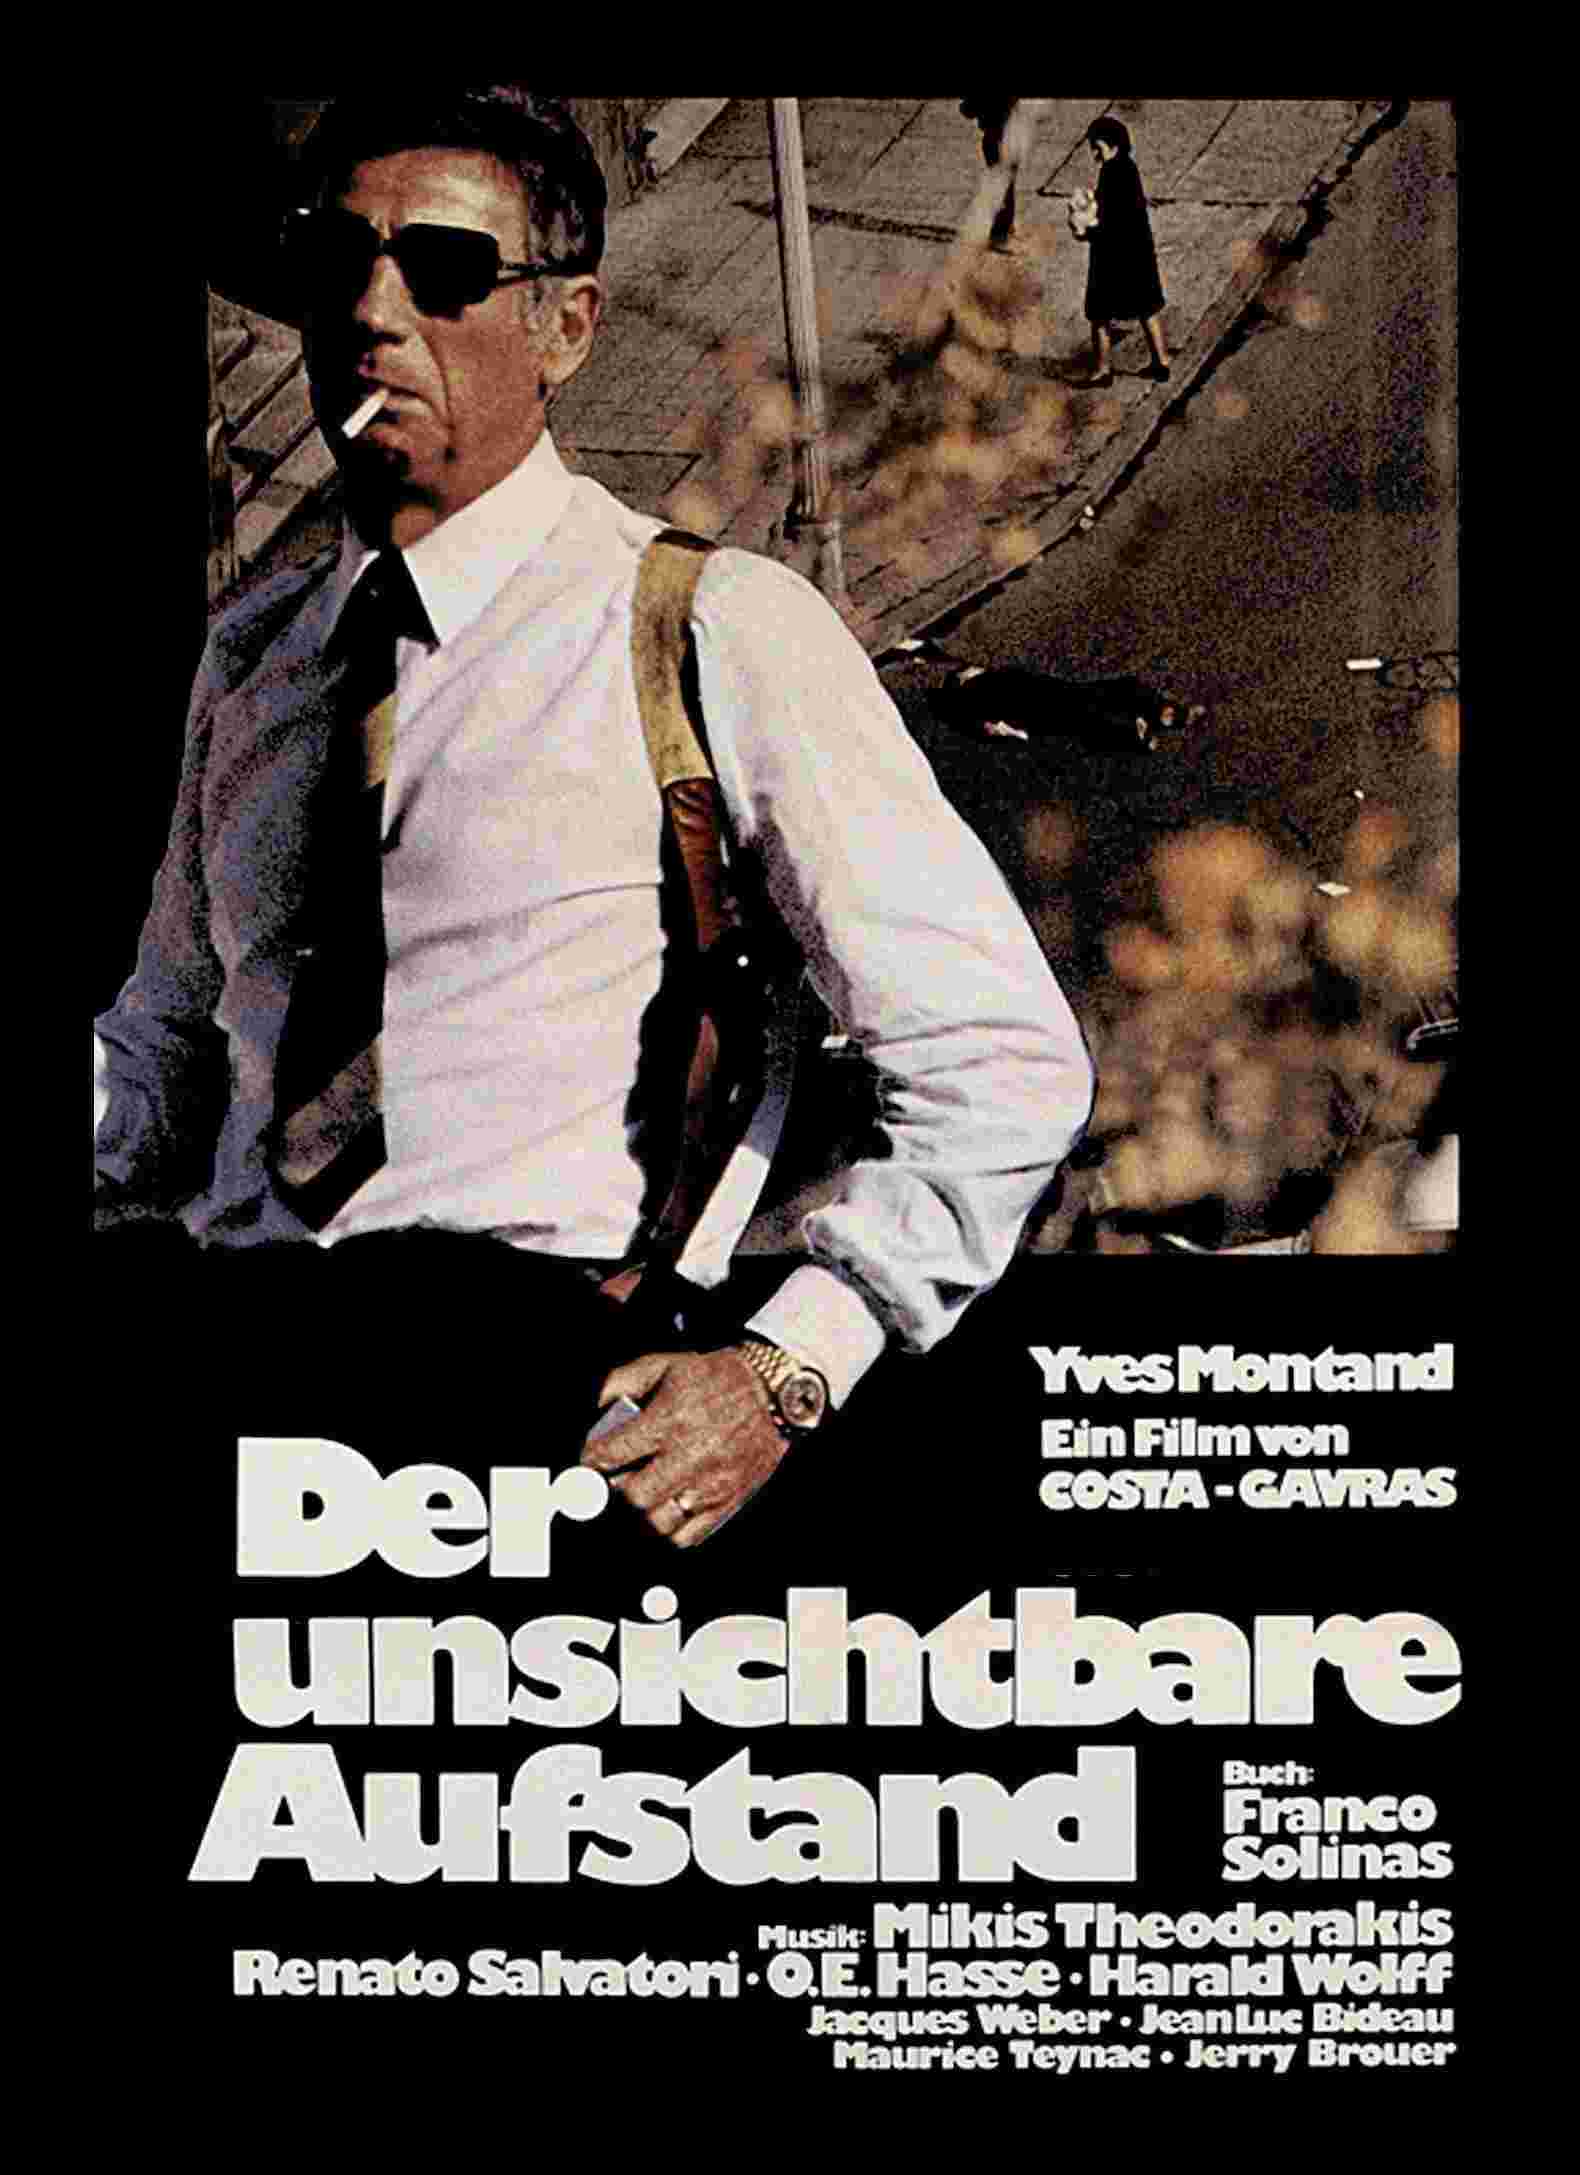 Yves Montand
Ein Film von
COSTA-GAVRAS
Der
unsichtbare
Aufstand
Buch:
Franco
Solinas
Musik: Mikis Theodorakis
Renato Salvatori · O.E. Hasse · Harald Wolff
Jacques Weber · Jean Luc Bideau
Maurice Teynac · Jerry Brouer